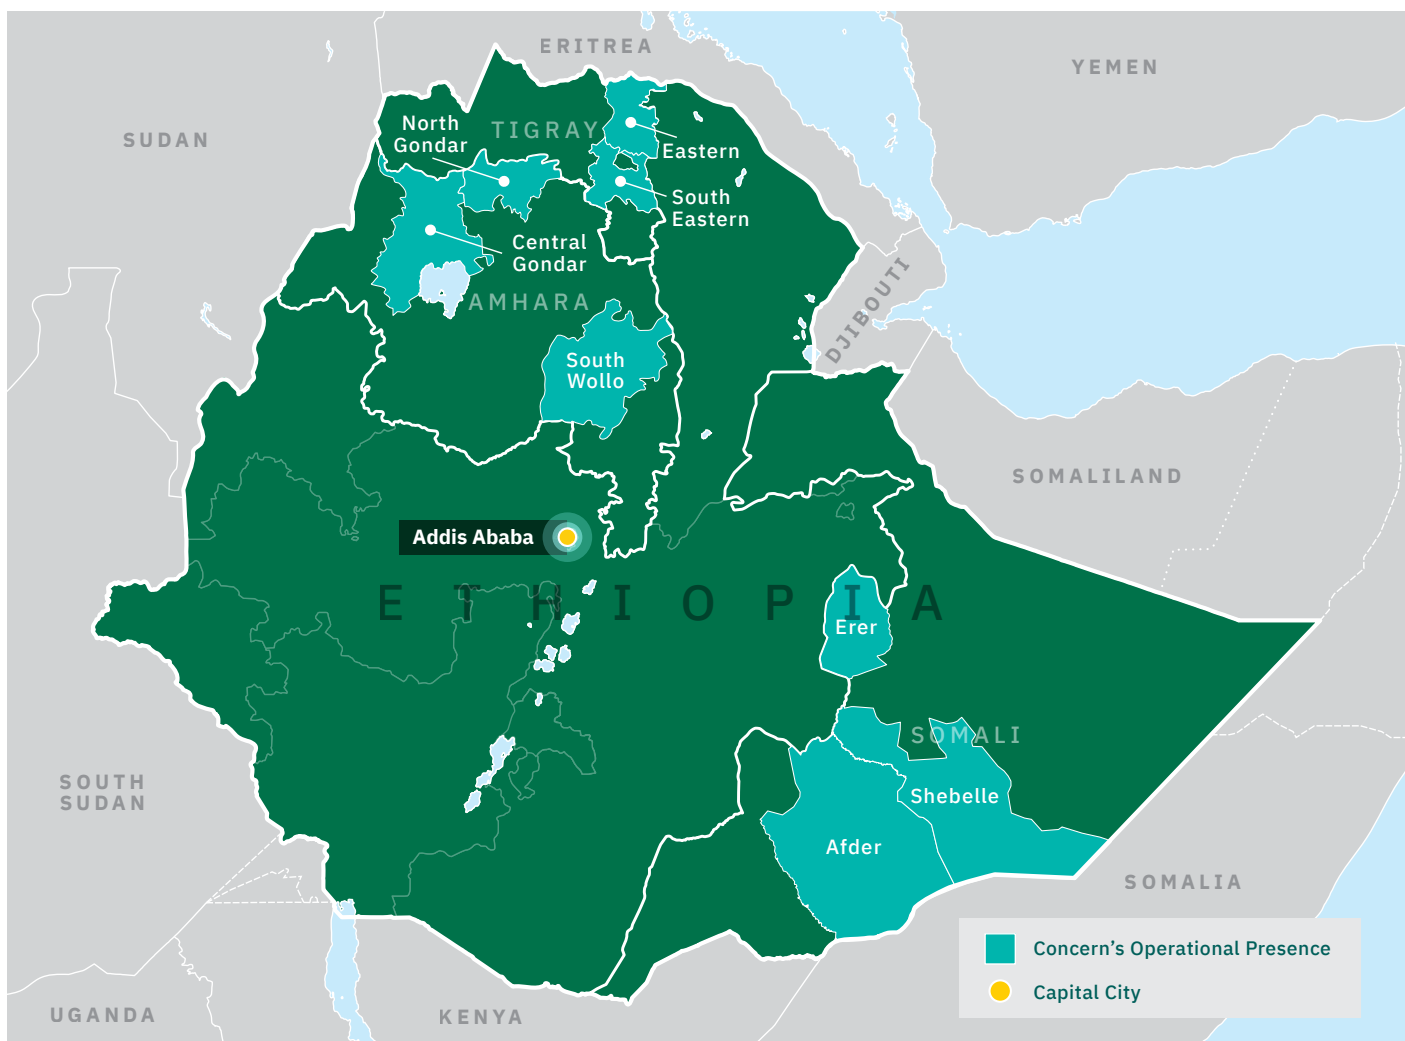 ERITREA
YEMEN
SUDAN
North
Gondar
TIGRAY
Eastern
South
Eastern
Central
Gondar
AMHARA
DJIBOUTI
South
Wollo
SOMALILAND
Addis Ababa
ETHIOPIA
Erer
SOMALI
SOUTH
SUDAN
Shebelle
Afder
SOMALIA
UGANDA
KENYA
Concern’s Operational Presence
Capital City